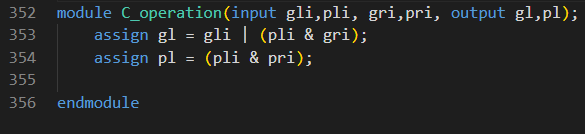 352 module C_operation(input gli,pli, gri,pri, output gl,pl);
353 assign gl = gli | (pli & gri);
354 assign pl = (pli & pri);
355
356 endmodule